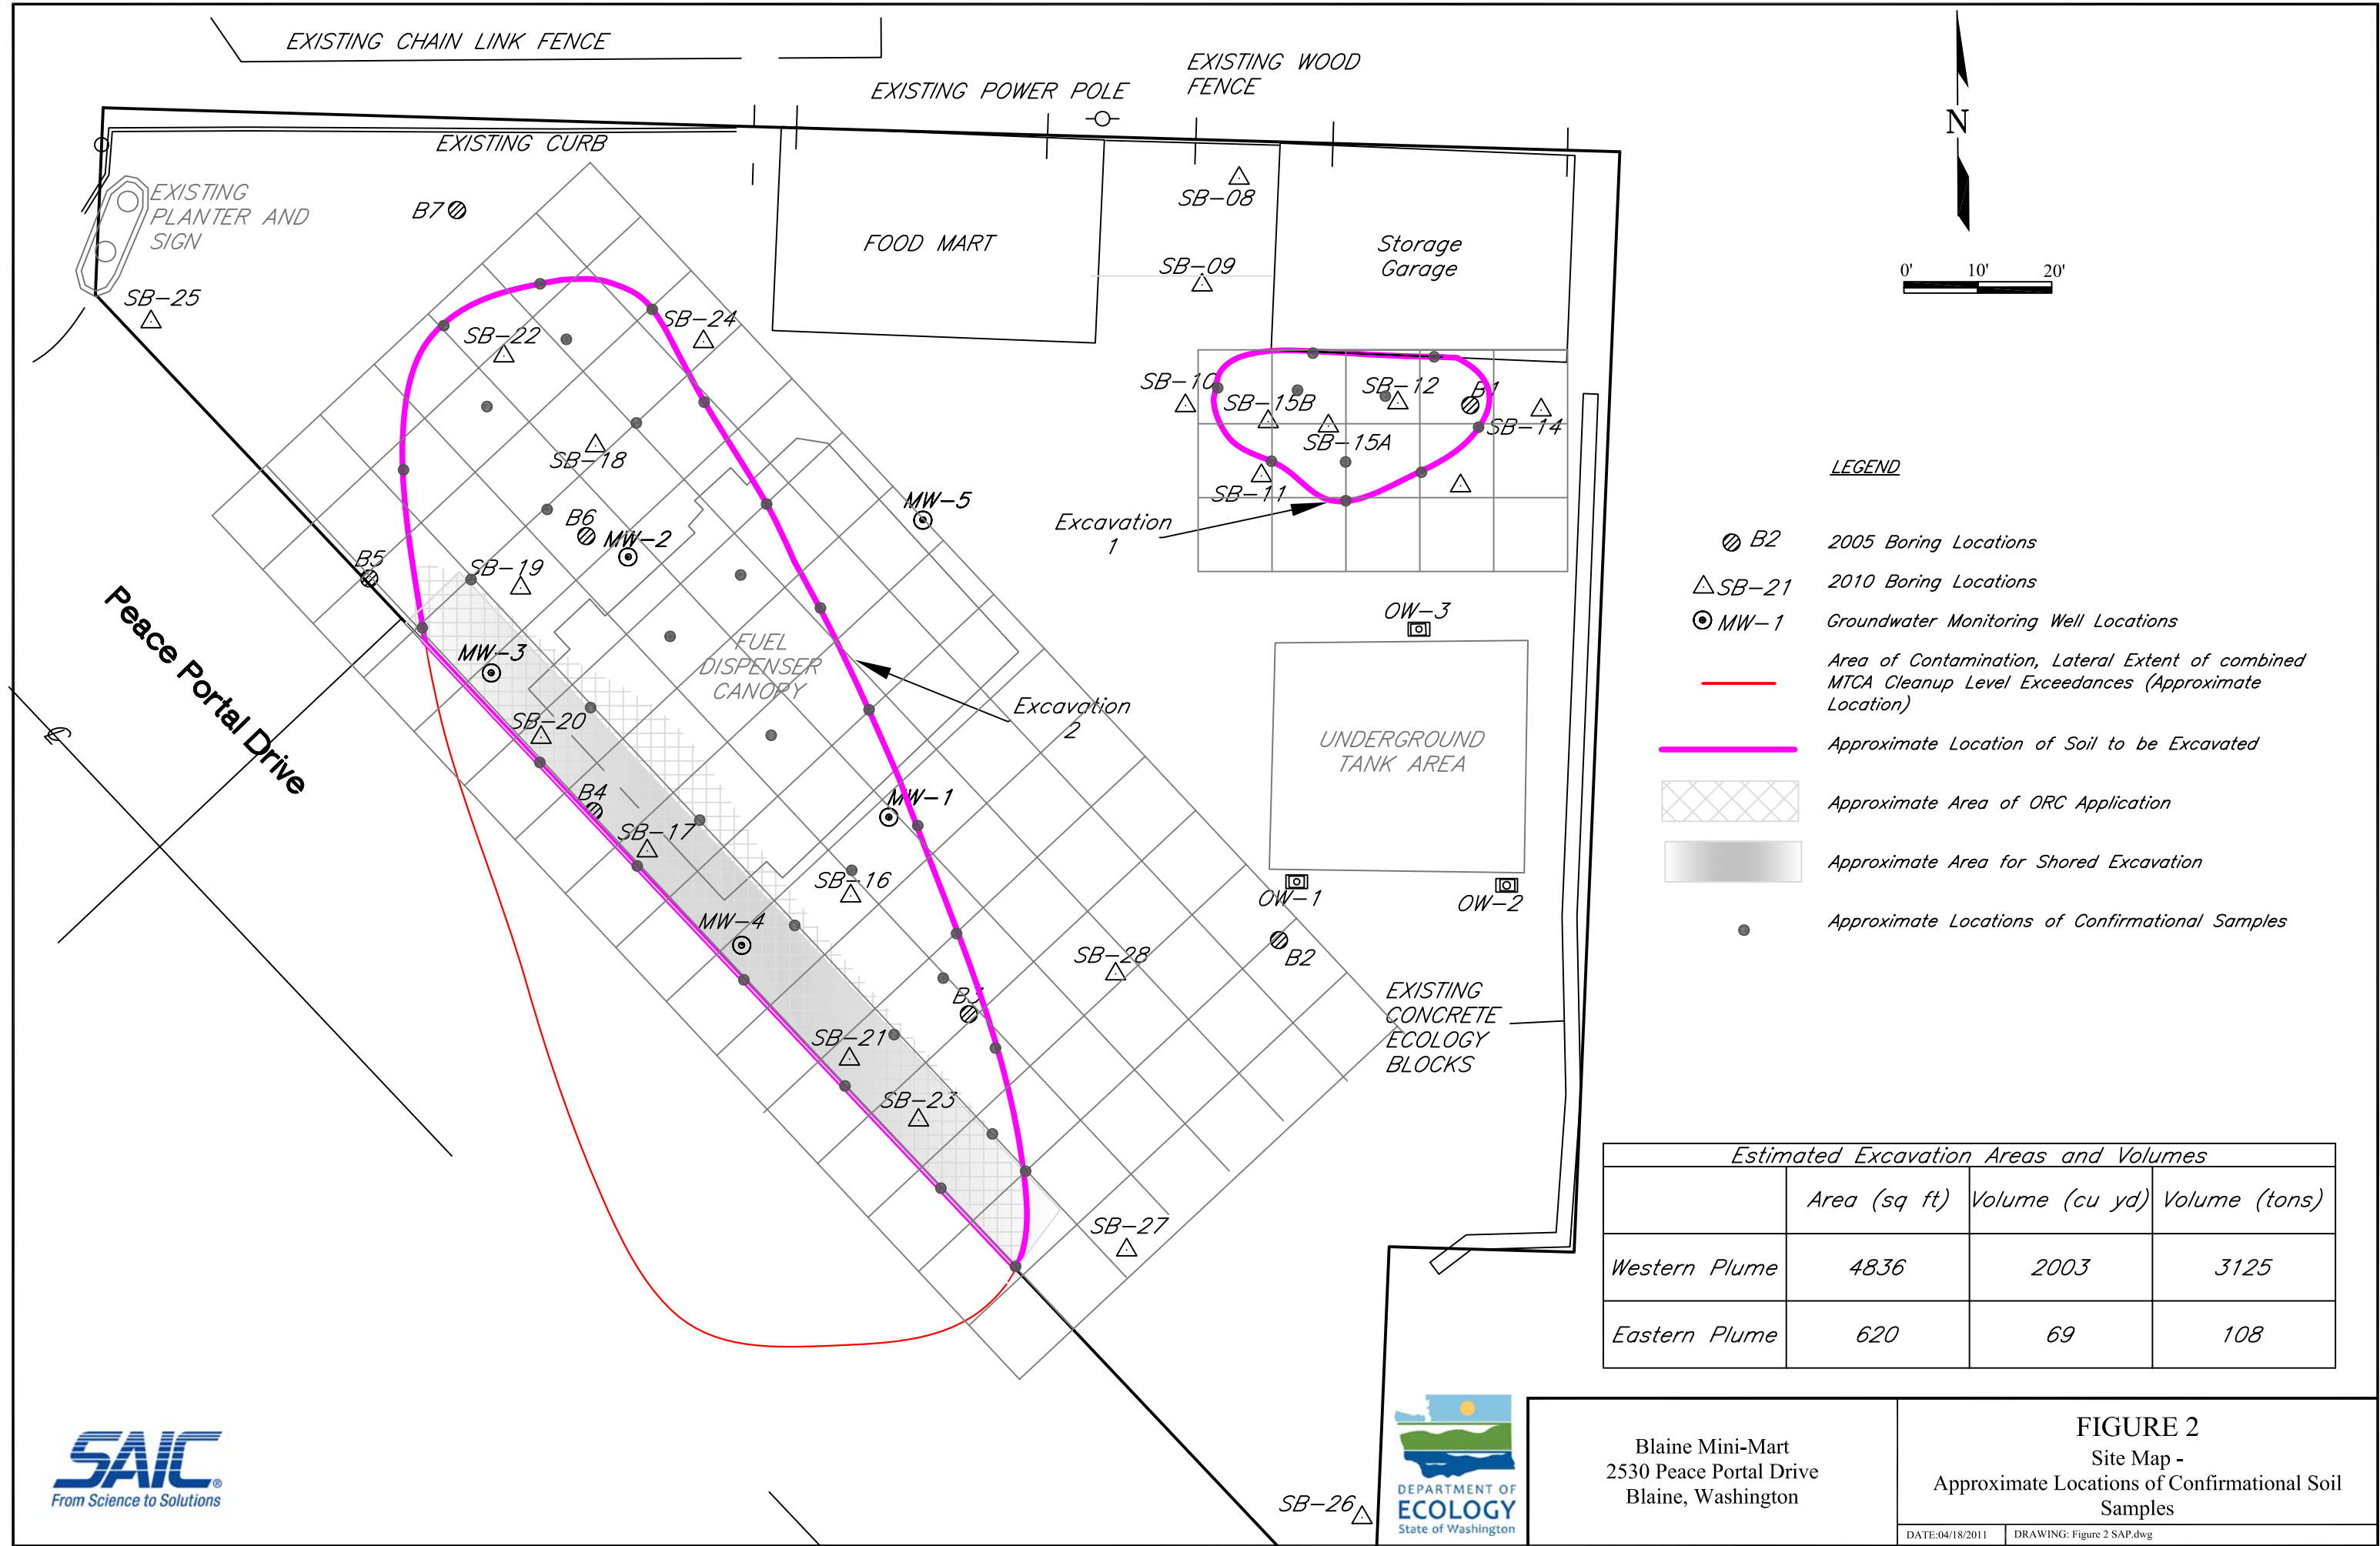 EXISTING CHAIN LINK FENCE
EXISTING WOOD
FENCE
EXISTING POWER POLE
EXISTING CURB
EXISTING
PLANTER AND
SIGN
B7
FOOD MART
SB-08
SB-09
Storage
Garage
SB-25
SB-22
SB-24
SB-10
SB-15B
SB-12
B1
SB-14
SB-15A
SB-11
SB-18
MW-5
Excavation
1
B6
MW-2
B5
SB-19
Peace Portal Drive
MW-3
FUEL
DISPENSER
CANOPY
Excavation
2
SB-20
B4
SB-17
MW-1
SB-16
MW-4
OW-3
UNDERGROUND
TANK AREA
OW-1
OW-2
B2
SB-28
B3
SB-21
SB-23
EXISTING
CONCRETE
ECOLOGY
BLOCKS
SB-27
SB-26
N
0' 10' 20'
LEGEND
B2 2005 Boring Locations
SB-21 2010 Boring Locations
MW-1 Groundwater Monitoring Well Locations
Area of Contamination, Lateral Extent of combined
MTCA Cleanup Level Exceedances (Approximate
Location)
Approximate Location of Soil to be Excavated
Approximate Area of ORC Application
Approximate Area for Shored Excavation
Approximate Locations of Confirmational Samples
Estimated Excavation Areas and Volumes
Area (sq ft) Volume (cu yd) Volume (tons)
Western Plume 4836 2003 3125
Eastern Plume 620 69 108
SAIC®
From Science to Solutions
DEPARTMENT OF
ECOLOGY
State of Washington
Blaine Mini-Mart
2530 Peace Portal Drive
Blaine, Washington
FIGURE 2
Site Map -
Approximate Locations of Confirmational Soil
Samples
DATE:04/18/2011 DRAWING: Figure 2 SAP.dwg